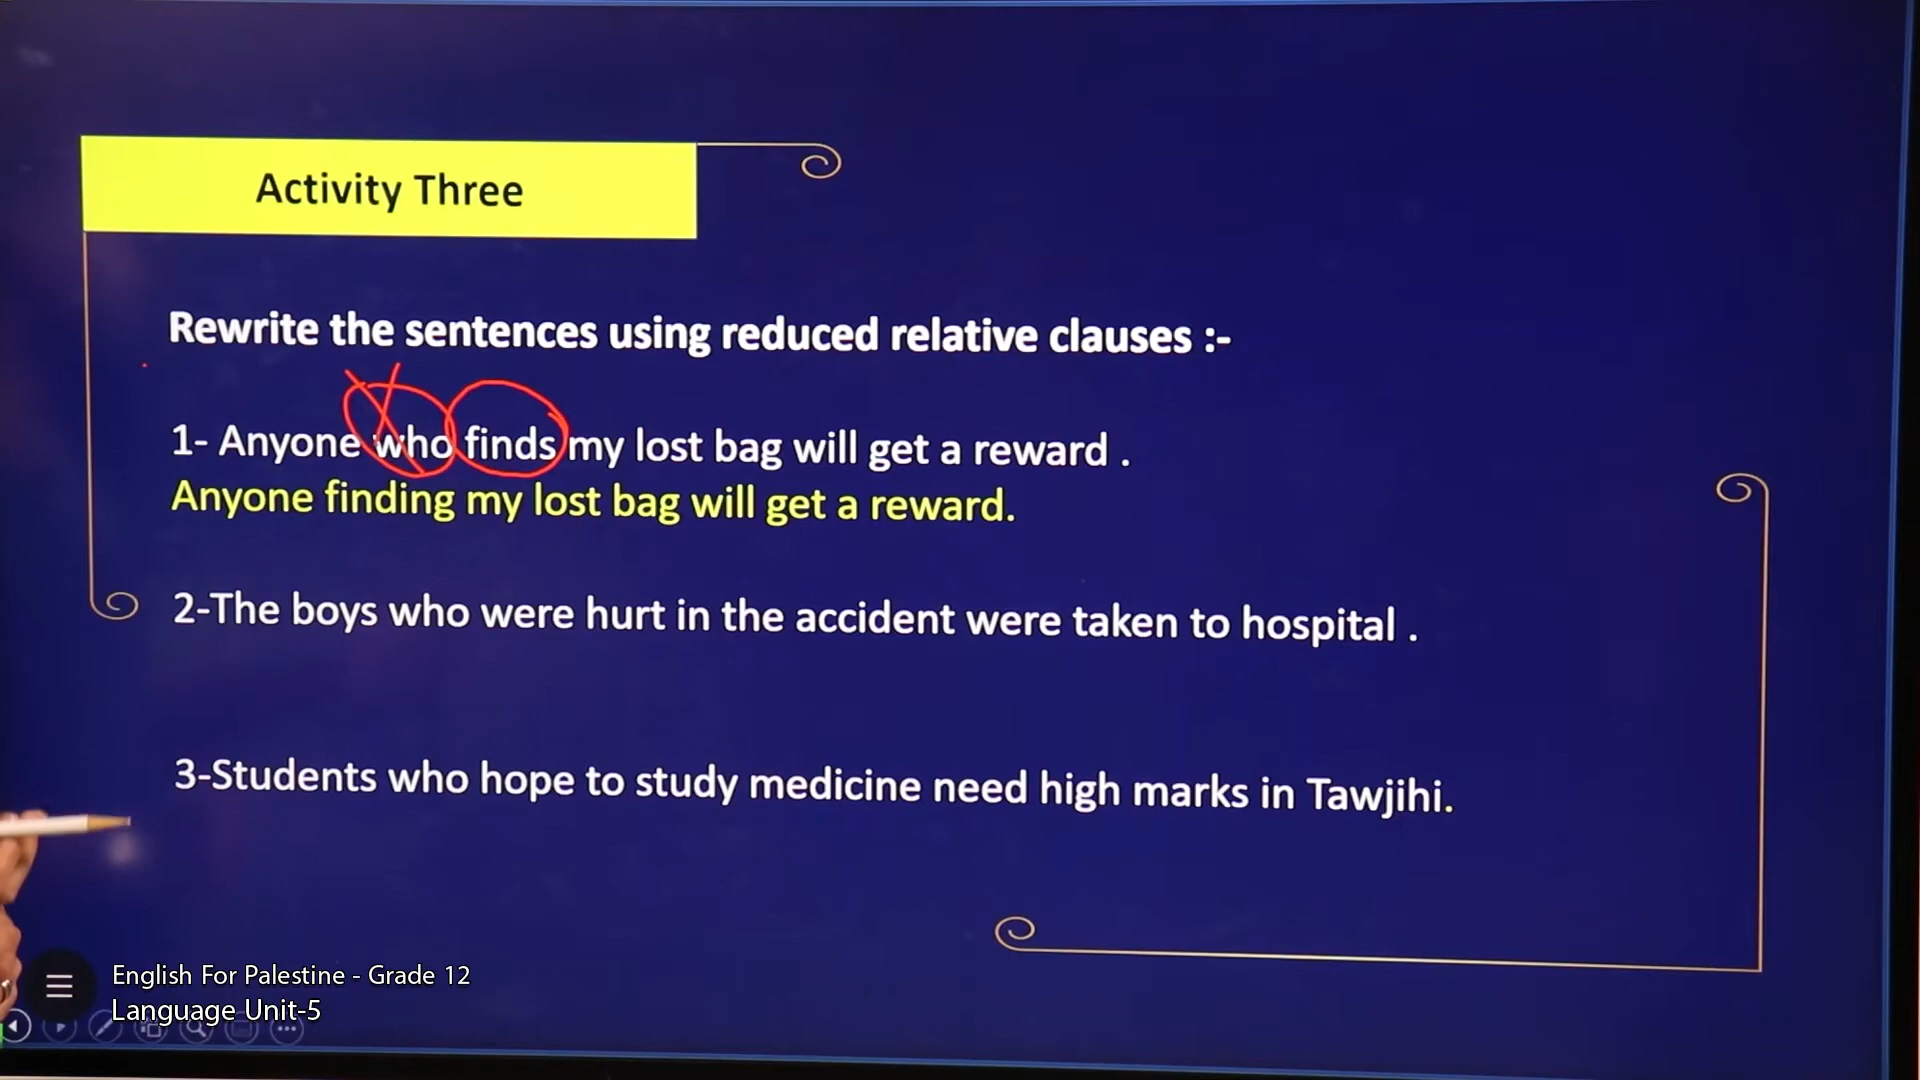 Activity Three
Rewrite the sentences using reduced relative clauses :-
1- Anyone who finds my lost bag will get a reward .
Anyone finding my lost bag will get a reward.
2-The boys who were hurt in the accident were taken to hospital .
3-Students who hope to study medicine need high marks in Tawjihi.
English For Palestine - Grade 12
Language Unit-5